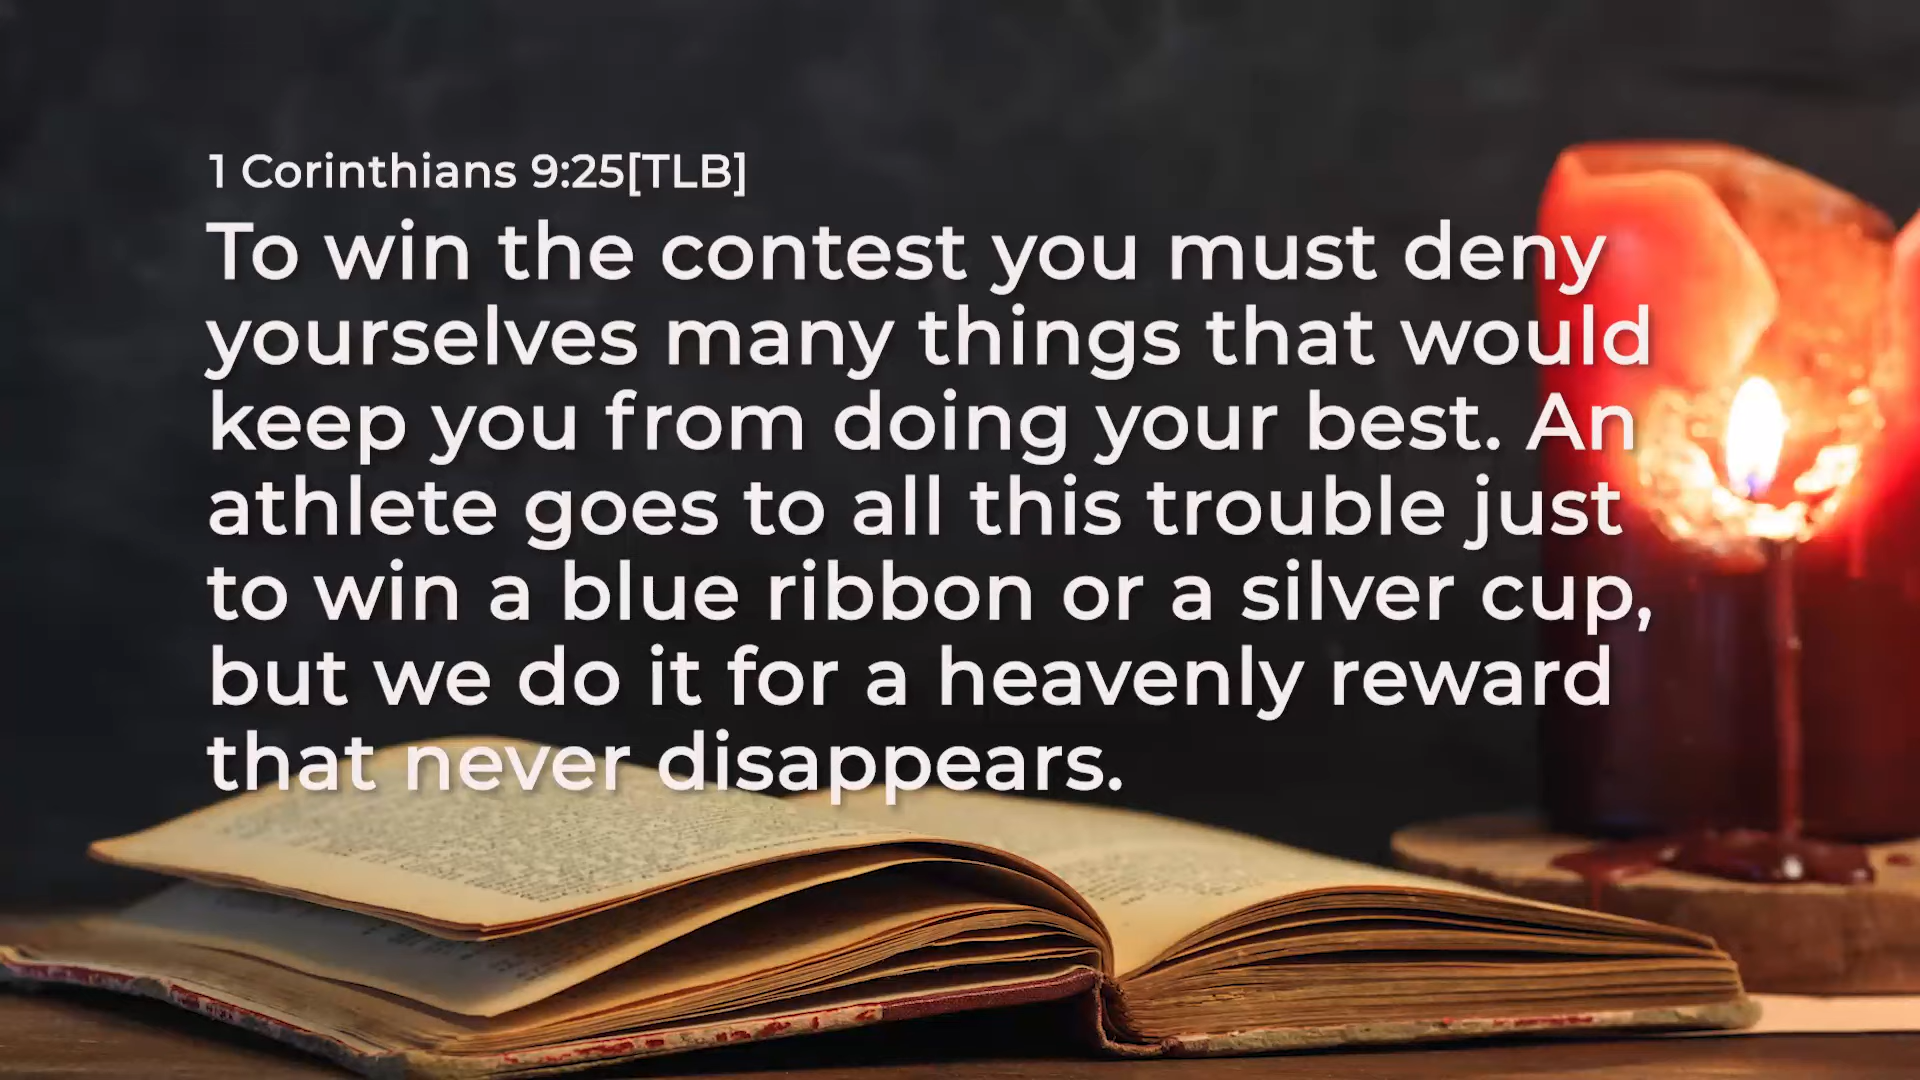 1 Corinthians 9:25[TLB]
To win the contest you must deny
yourselves many things that would
keep you from doing your best. An
athlete goes to all this trouble just
to win a blue ribbon or a silver cup,
but we do it for a heavenly reward
that never disappears.